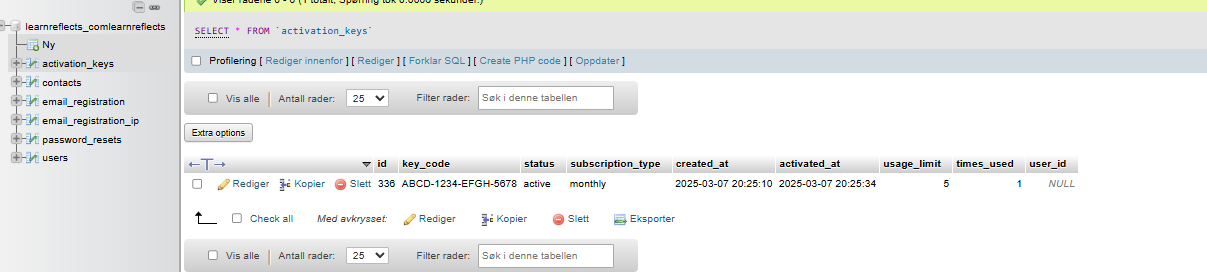 Viser radene 0 - 0 (1 totalt, Spørring tok 0.0000 sekunder.)
learnreflects_comlearnreflects
Ny
activation_keys
contacts
email_registration
email_registration_ip
password_resets
users
SELECT * FROM `activation_keys`
Profilering [ Rediger innenfor ] [ Rediger ] [ Forklar SQL ] [ Create PHP code ] [ Oppdater ]
Vis alle Antall rader: 25 Filter rader: Søk i denne tabellen
Extra options
←T→ id key_code status subscription_type created_at activated_at usage_limit times_used user_id
Rediger Kopier Slett 336 ABCD-1234-EFGH-5678 active monthly 2025-03-07 20:25:10 2025-03-07 20:25:34 5 1 NULL
Check all Med avkrysset: Rediger Kopier Slett Eksporter
Vis alle Antall rader: 25 Filter rader: Søk i denne tabellen